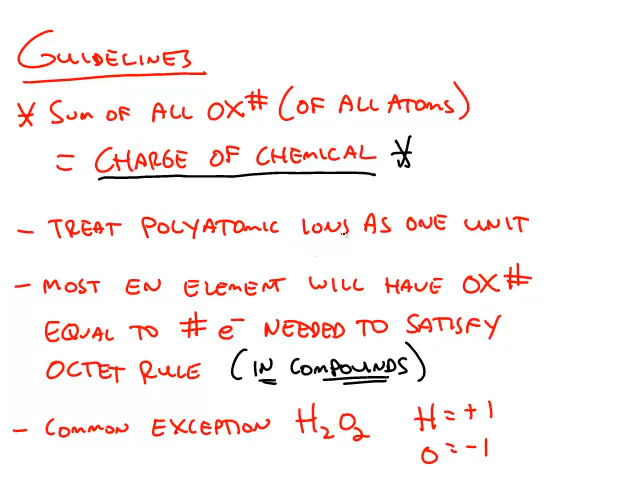 GUIDELINES
* SUM OF ALL OX# (OF ALL ATOMS)
= CHARGE OF CHEMICAL *
- TREAT POLYATOMIC IONS AS ONE UNIT
- MOST EN ELEMENT WILL HAVE OX#
EQUAL TO # e⁻ NEEDED TO SATISFY
OCTET RULE (IN COMPOUNDS)
- COMMON EXCEPTION H₂O₂ H = +1
O = -1